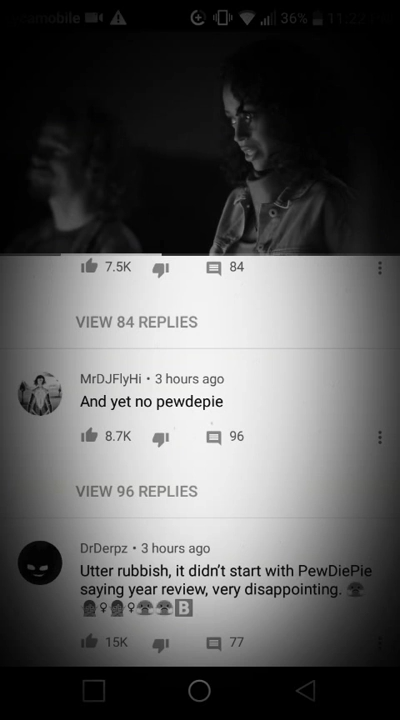 36%
7.5K 84
VIEW 84 REPLIES
MrDJFlyHi • 3 hours ago
And yet no pewdepie
8.7K 96
VIEW 96 REPLIES
DrDerpz • 3 hours ago
Utter rubbish, it didn't start with PewDiePie
saying year review, very disappointing.
B
15K 77